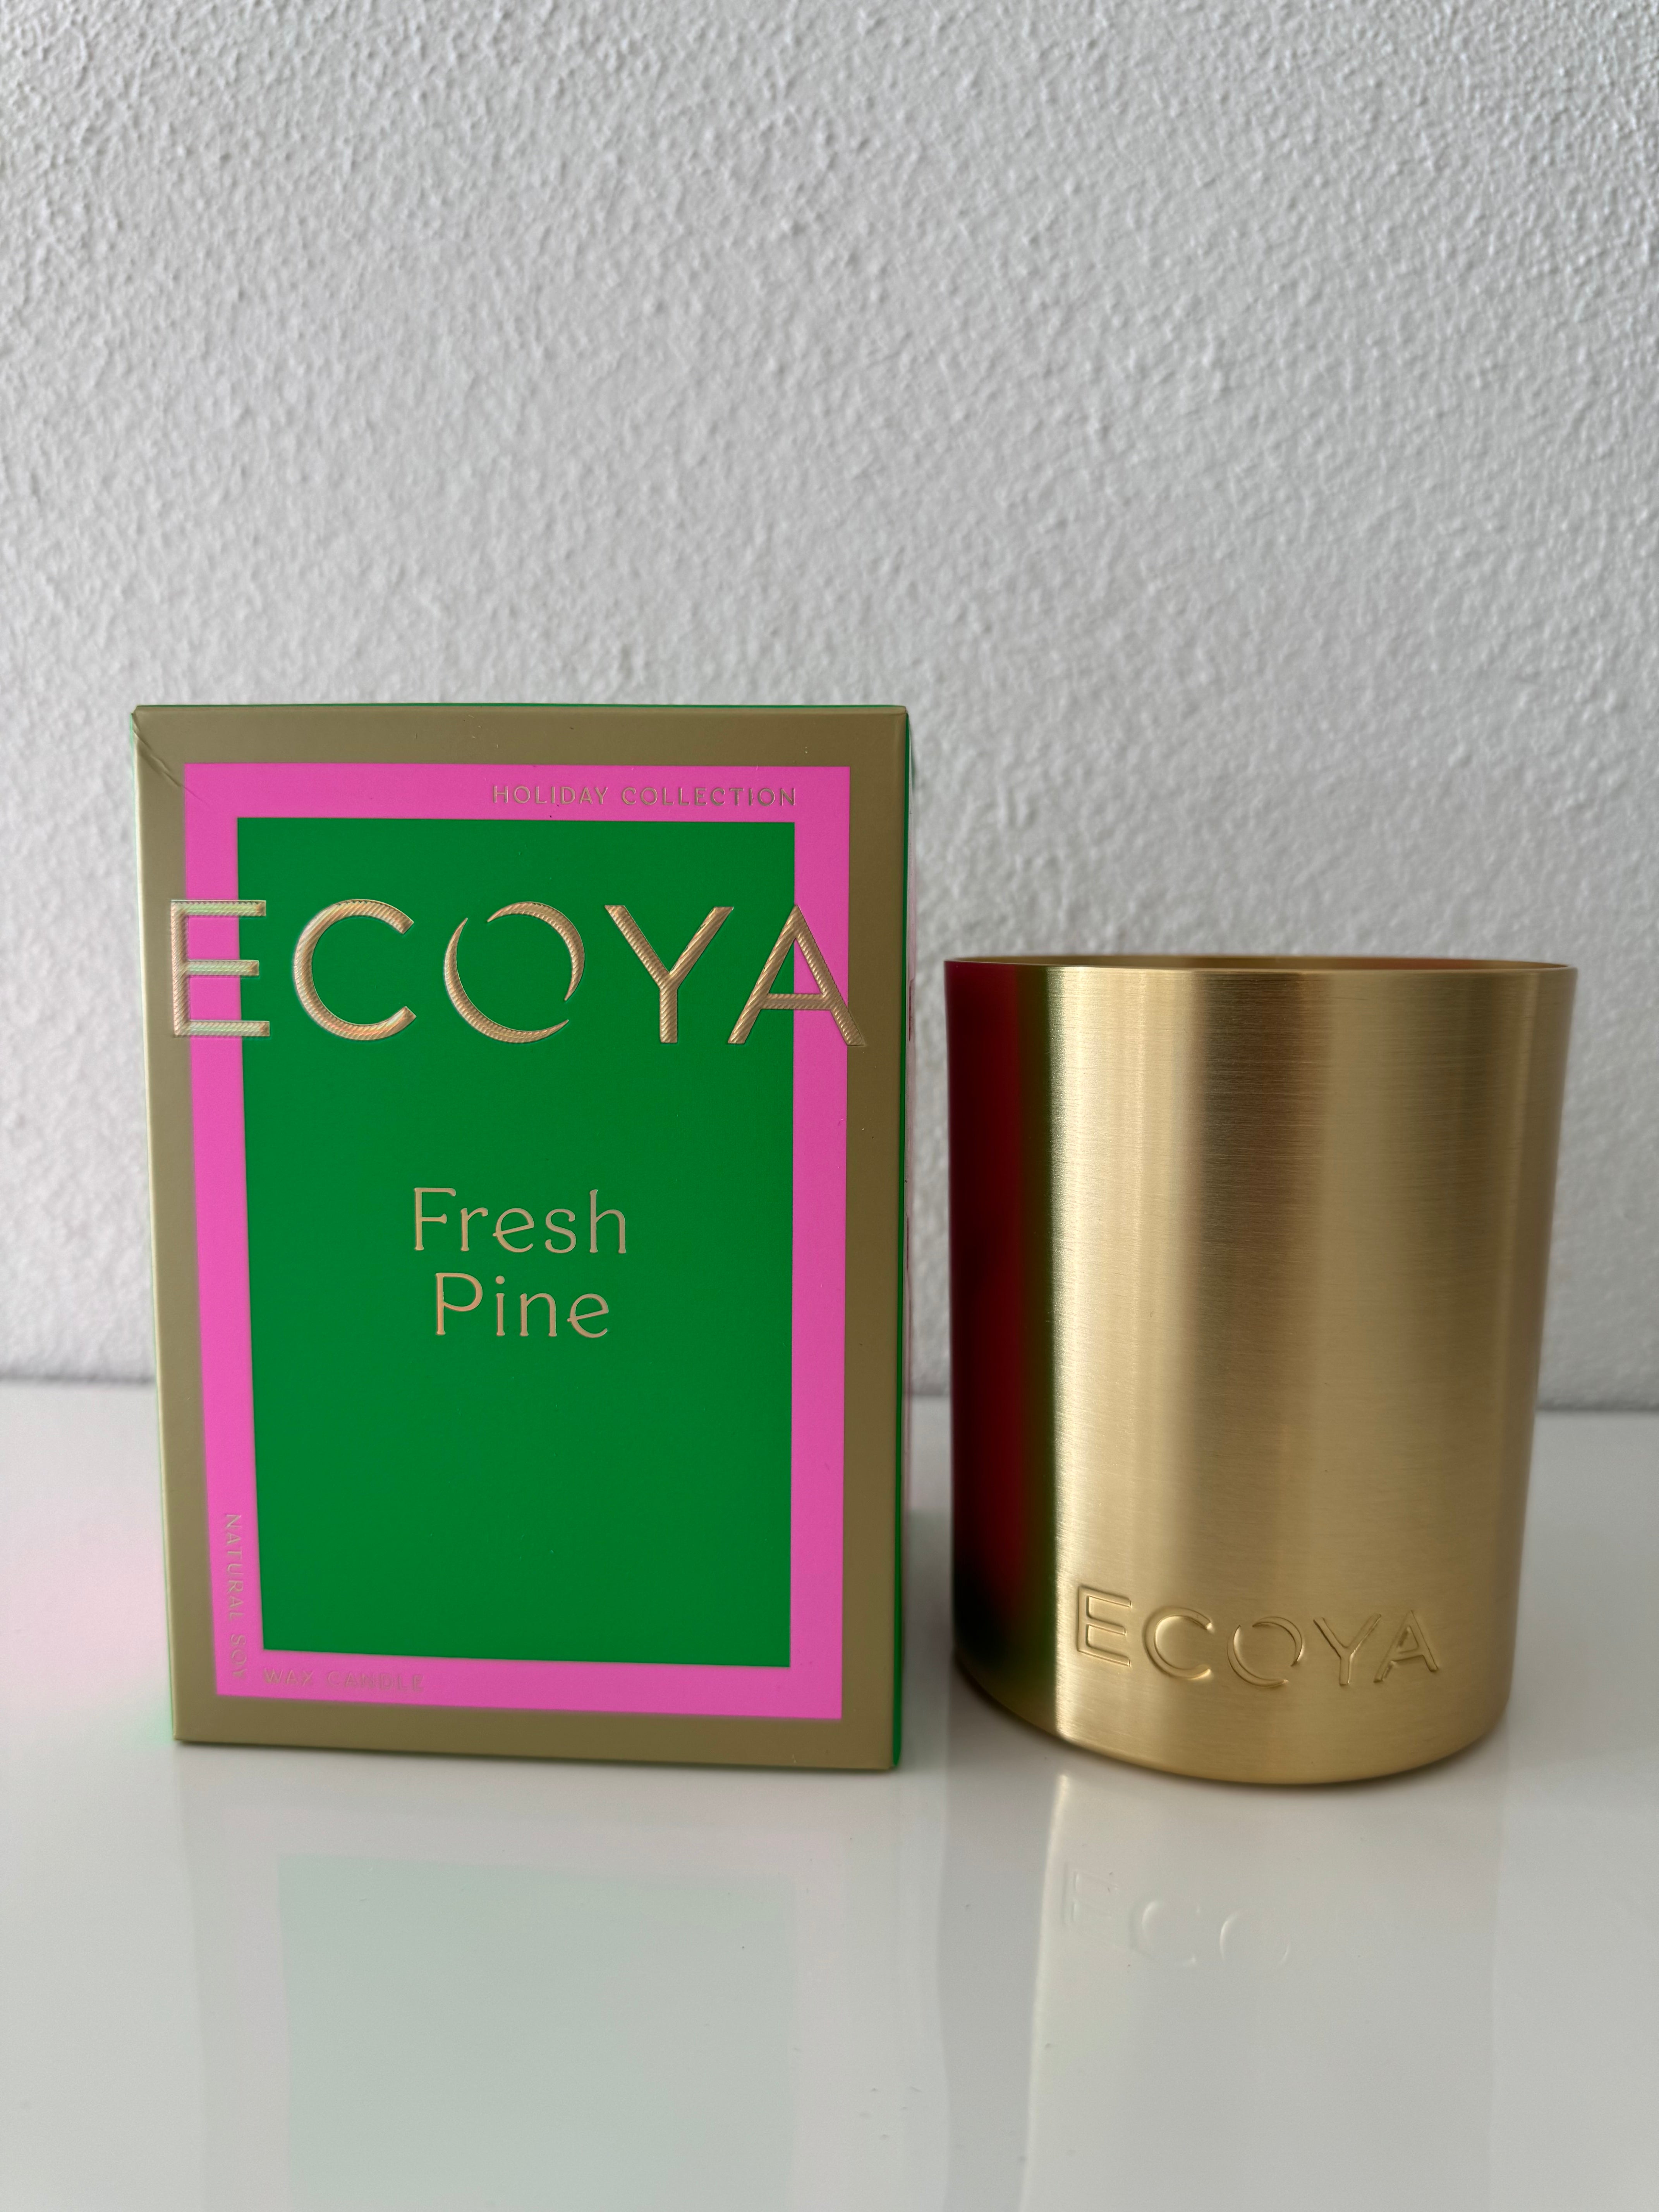 HOLIDAY COLLECTION
ECOYA
Fresh
Pine
NATURAL SOY
WAX CANDLE
ECOYA